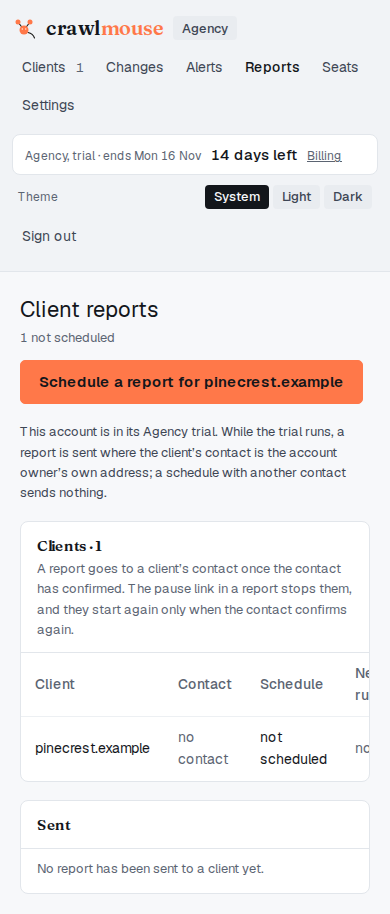 crawlmouse Agency
Clients 1 Changes Alerts Reports Seats
Settings
Agency, trial · ends Mon 16 Nov 14 days left Billing
Theme System Light Dark
Sign out
Client reports
1 not scheduled
Schedule a report for pinecrest.example
This account is in its Agency trial. While the trial runs, a
report is sent where the client's contact is the account
owner's own address; a schedule with another contact
sends nothing.
Clients · 1
A report goes to a client's contact once the contact
has confirmed. The pause link in a report stops them,
and they start again only when the contact confirms
again.
Client Contact Schedule
pinecrest.example no contact not scheduled
Sent
No report has been sent to a client yet.